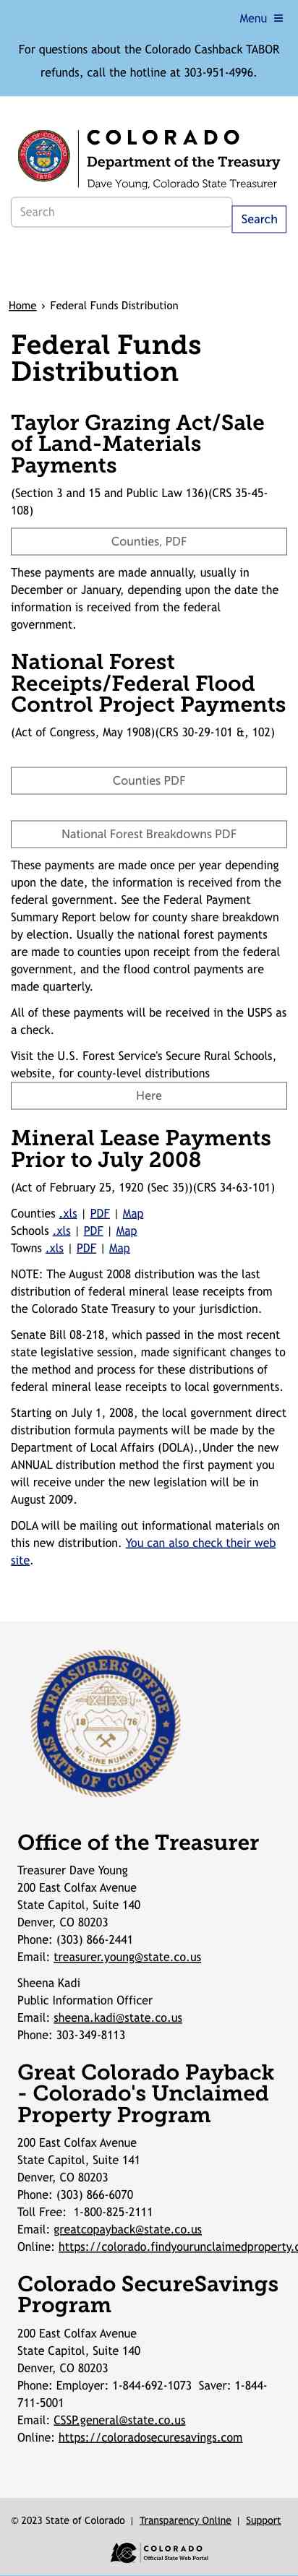 Menu ≡
For questions about the Colorado Cashback TABOR
refunds, call the hotline at 303-951-4996.
COLORADO
Department of the Treasury
Dave Young, Colorado State Treasurer
Search
Search
Home › Federal Funds Distribution
Federal Funds
Distribution
Taylor Grazing Act/Sale
of Land-Materials
Payments
(Section 3 and 15 and Public Law 136)(CRS 35-45-
108)
Counties, PDF
These payments are made annually, usually in
December or January, depending upon the date the
information is received from the federal
government.
National Forest
Receipts/Federal Flood
Control Project Payments
(Act of Congress, May 1908)(CRS 30-29-101 &, 102)
Counties PDF
National Forest Breakdowns PDF
These payments are made once per year depending
upon the date, the information is received from the
federal government. See the Federal Payment
Summary Report below for county share breakdown
by election. Usually the national forest payments
are made to counties upon receipt from the federal
government, and the flood control payments are
made quarterly.
All of these payments will be received in the USPS as
a check.
Visit the U.S. Forest Service's Secure Rural Schools,
website, for county-level distributions
Here
Mineral Lease Payments
Prior to July 2008
(Act of February 25, 1920 (Sec 35))(CRS 34-63-101)
Counties .xls | PDF | Map
Schools .xls | PDF | Map
Towns .xls | PDF | Map
NOTE: The August 2008 distribution was the last
distribution of federal mineral lease receipts from
the Colorado State Treasury to your jurisdiction.
Senate Bill 08-218, which passed in the most recent
state legislative session, made significant changes to
the method and process for these distributions of
federal mineral lease receipts to local governments.
Starting on July 1, 2008, the local government direct
distribution formula payments will be made by the
Department of Local Affairs (DOLA).,Under the new
ANNUAL distribution method the first payment you
will receive under the new legislation will be in
August 2009.
DOLA will be mailing out informational materials on
this new distribution. You can also check their web
site.
TREASURERS OFFICE
18 76
NIL SINE NUMINE
STATE OF COLORADO
Office of the Treasurer
Treasurer Dave Young
200 East Colfax Avenue
State Capitol, Suite 140
Denver, CO 80203
Phone: (303) 866-2441
Email: treasurer.young@state.co.us
Sheena Kadi
Public Information Officer
Email: sheena.kadi@state.co.us
Phone: 303-349-8113
Great Colorado Payback
- Colorado's Unclaimed
Property Program
200 East Colfax Avenue
State Capitol, Suite 141
Denver, CO 80203
Phone: (303) 866-6070
Toll Free:  1-800-825-2111
Email: greatcopayback@state.co.us
Online: https://colorado.findyourunclaimedproperty.c
Colorado SecureSavings
Program
200 East Colfax Avenue
State Capitol, Suite 140
Denver, CO 80203
Phone: Employer: 1-844-692-1073  Saver: 1-844-
711-5001
Email: CSSP.general@state.co.us
Online: https://coloradosecuresavings.com
© 2023 State of Colorado | Transparency Online | Support
COLORADO
Official State Web Portal